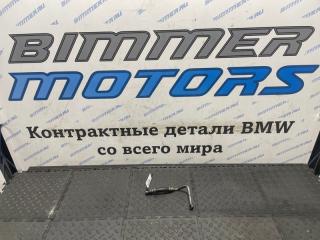 BIMMER
MOTORS
Контрактные детали BMW
со всего мира